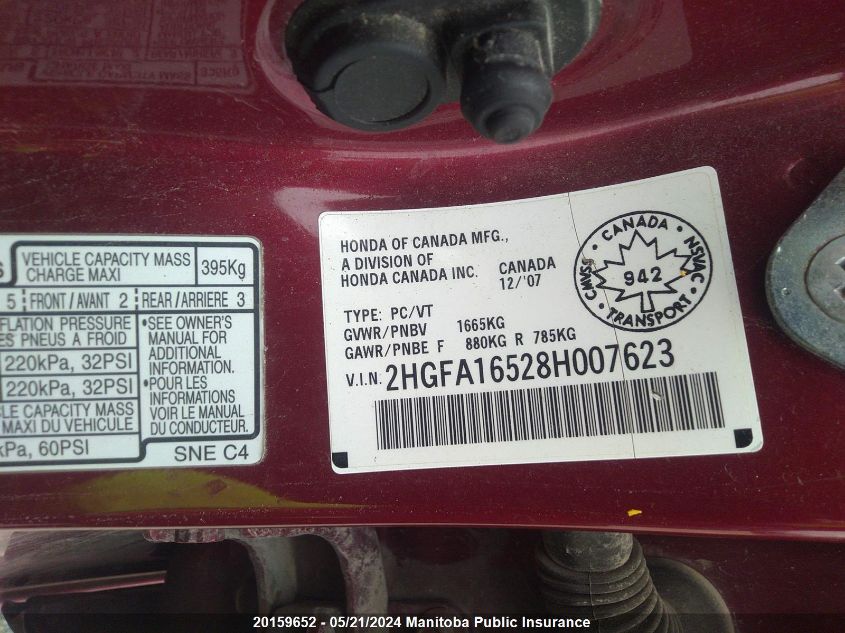 S VEHICLE CAPACITY MASS
CHARGE MAXI 395Kg
5 FRONT/AVANT 2 REAR/ARRIERE 3
FLATION PRESSURE
ES PNEUS A FROID
220kPa, 32PSI
220kPa, 32PSI
LE CAPACITY MASS
MAXI DU VÉHICULE
kPa, 60PSI
•SEE OWNER'S
MANUAL FOR
ADDITIONAL
INFORMATION
•POUR LES
INFORMATIONS
VOIR LE MANUAL
DU CONDUCTEUR.
SNE C4
HONDA OF CANADA MFG.,
A DIVISION OF
HONDA CANADA INC.
CANADA
12/'07
TYPE: PC/VT
GVWR/PNBV 1665KG
GAWR/PNBE F 880KG R 785KG
V.I.N. 2HGFA16528H007623
CANADA
CMVSS
942
NSVAC
TRANSPORT
20159652 - 05/21/2024 Manitoba Public Insurance